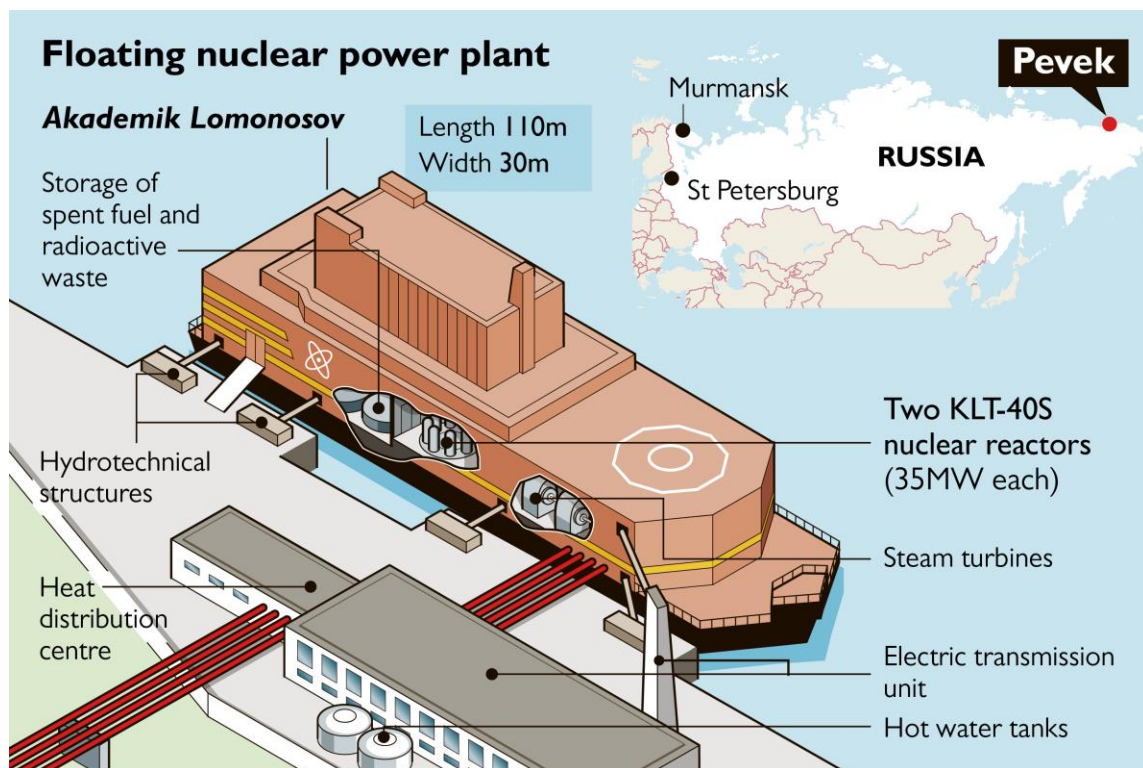 Floating nuclear power plant
Akademik Lomonosov
Length 110m
Width 30m
Storage of
spent fuel and
radioactive
waste
Pevek
Murmansk
RUSSIA
St Petersburg
Two KLT-40S
nuclear reactors
(35MW each)
Hydrotechnical
structures
Steam turbines
Heat
distribution
centre
Electric transmission
unit
Hot water tanks